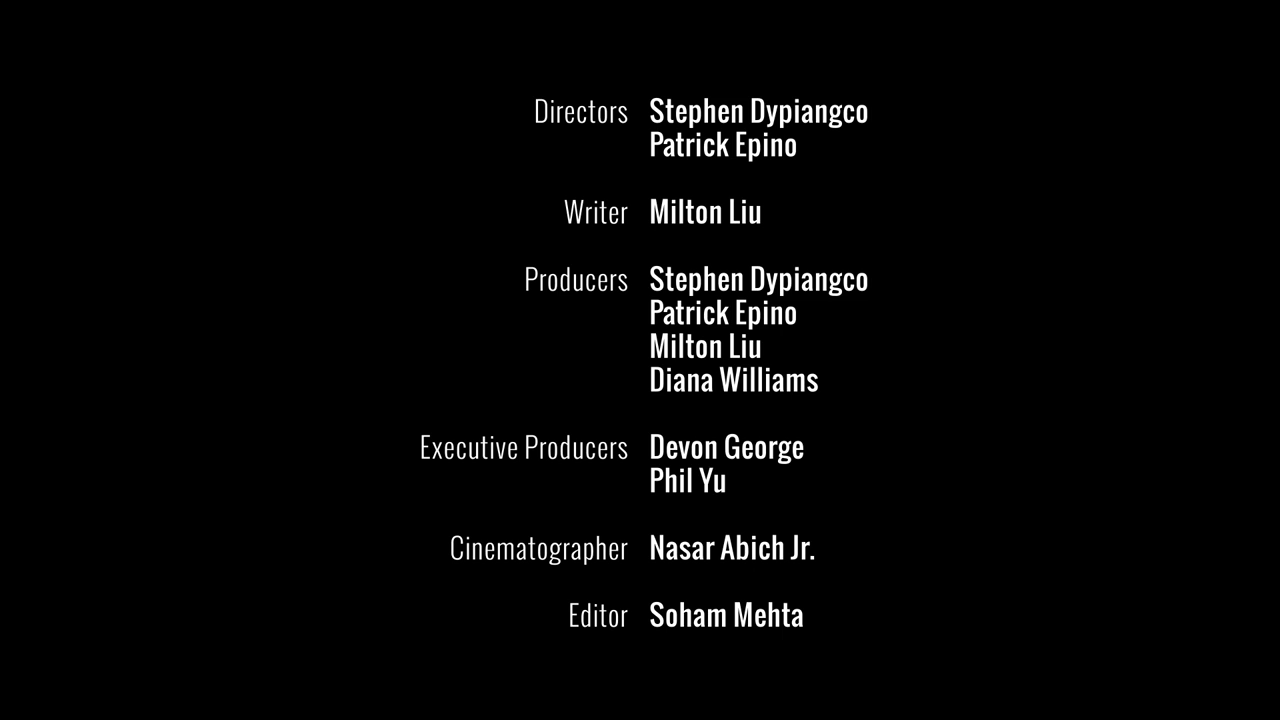 Directors Stephen Dypiangco
Patrick Epino
Writer Milton Liu
Producers Stephen Dypiangco
Patrick Epino
Milton Liu
Diana Williams
Executive Producers Devon George
Phil Yu
Cinematographer Nasar Abich Jr.
Editor Soham Mehta